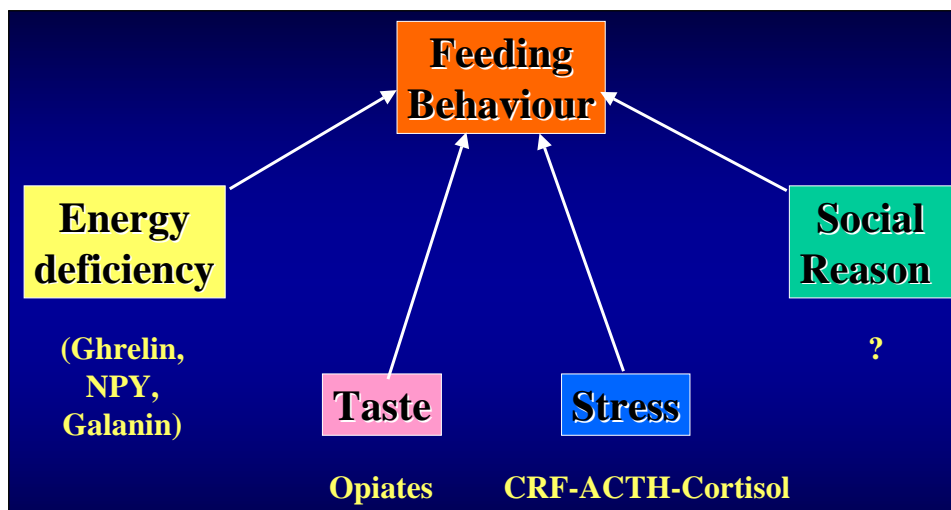 Feeding
Behaviour
Energy
deficiency
Social
Reason
(Ghrelin,
NPY,
Galanin)
?
Taste
Stress
Opiates
CRF-ACTH-Cortisol